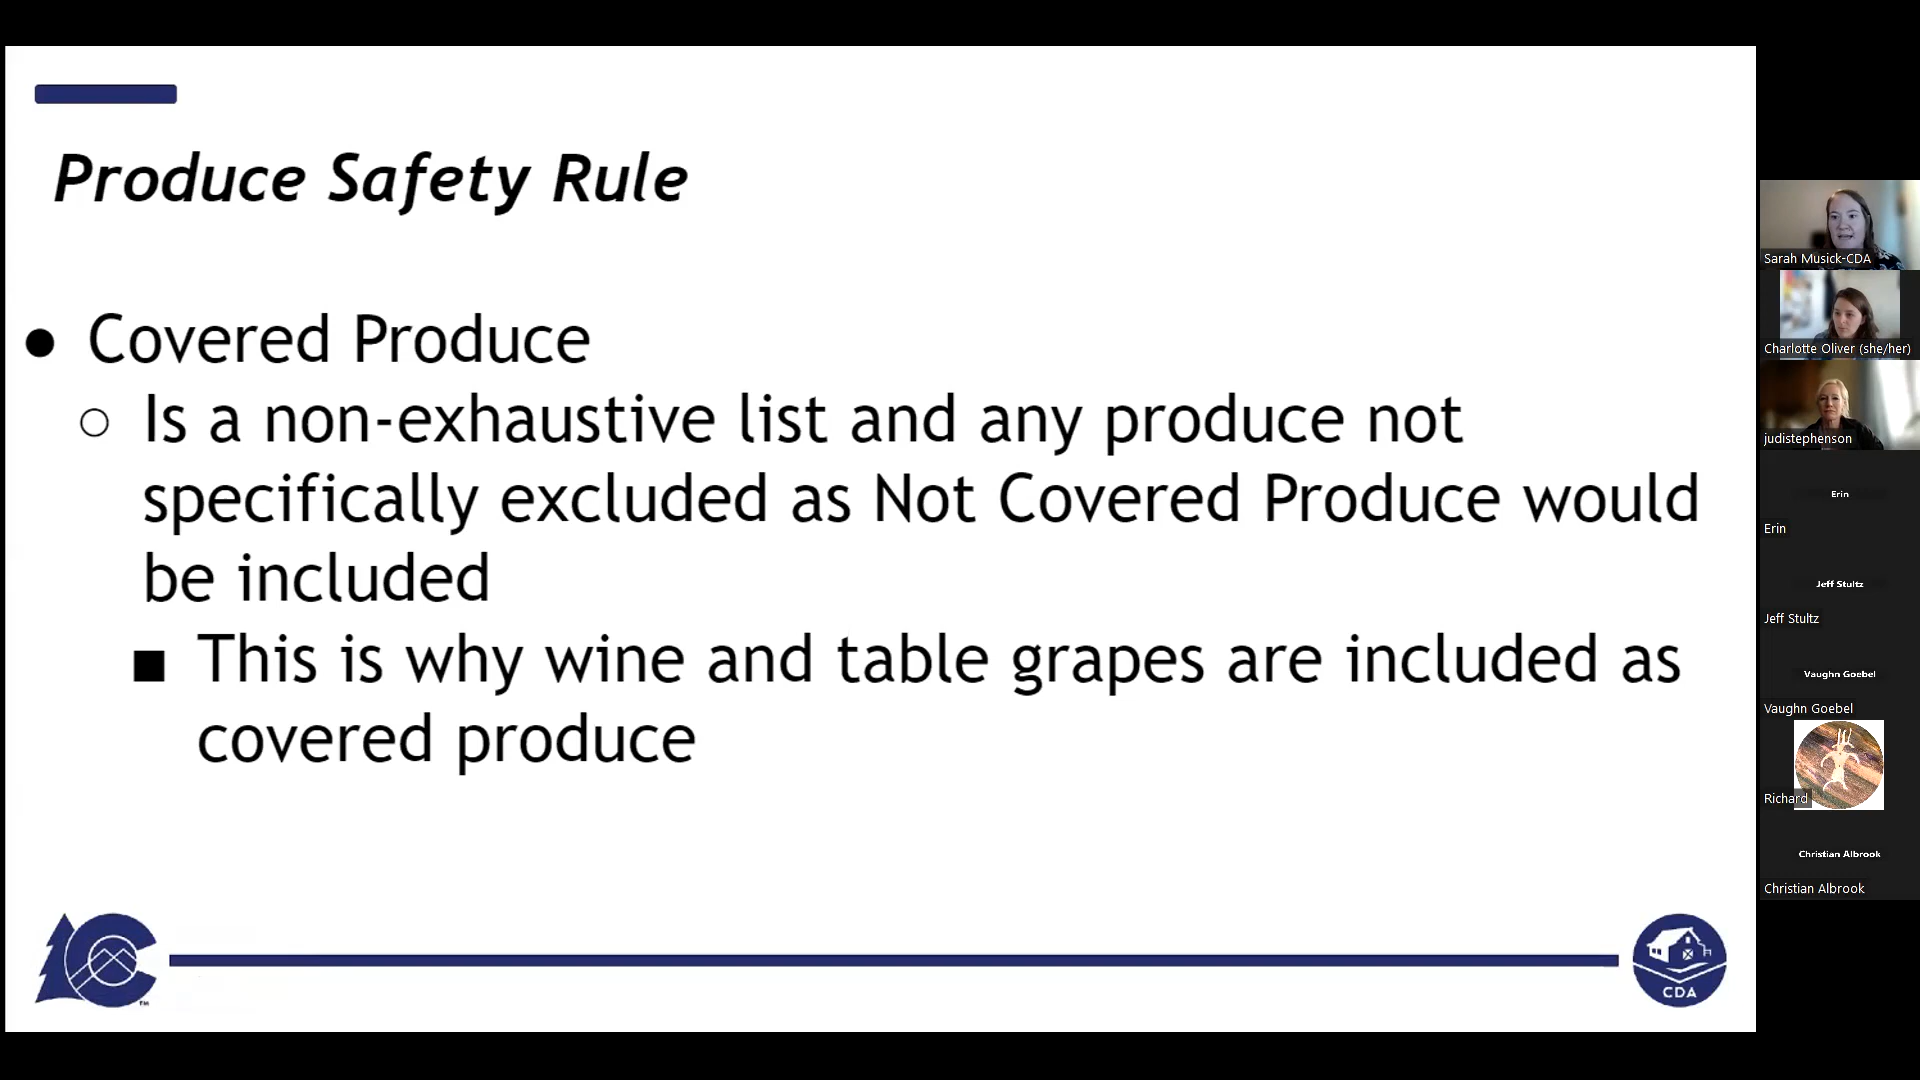 Produce Safety Rule
● Covered Produce
○ Is a non-exhaustive list and any produce not
specifically excluded as Not Covered Produce would
be included
■ This is why wine and table grapes are included as
covered produce
TM
CDA
Sarah Musick-CDA
Charlotte Oliver (she/her)
judistephenson
Erin
Erin
Jeff Stultz
Jeff Stultz
Vaughn Goebel
Vaughn Goebel
Richard
Christian Albrook
Christian Albrook